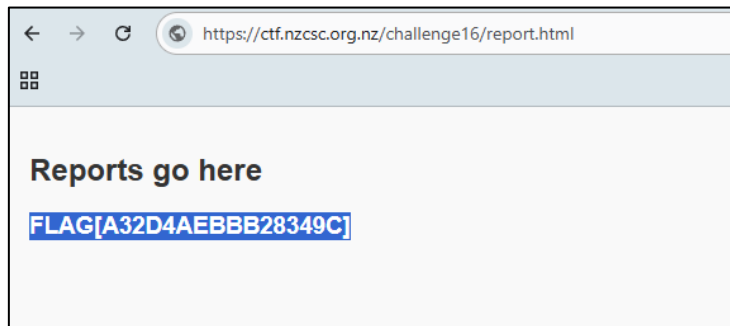 https://ctf.nzcsc.org.nz/challenge16/report.html
Reports go here
FLAG[A32D4AEBBB28349C]